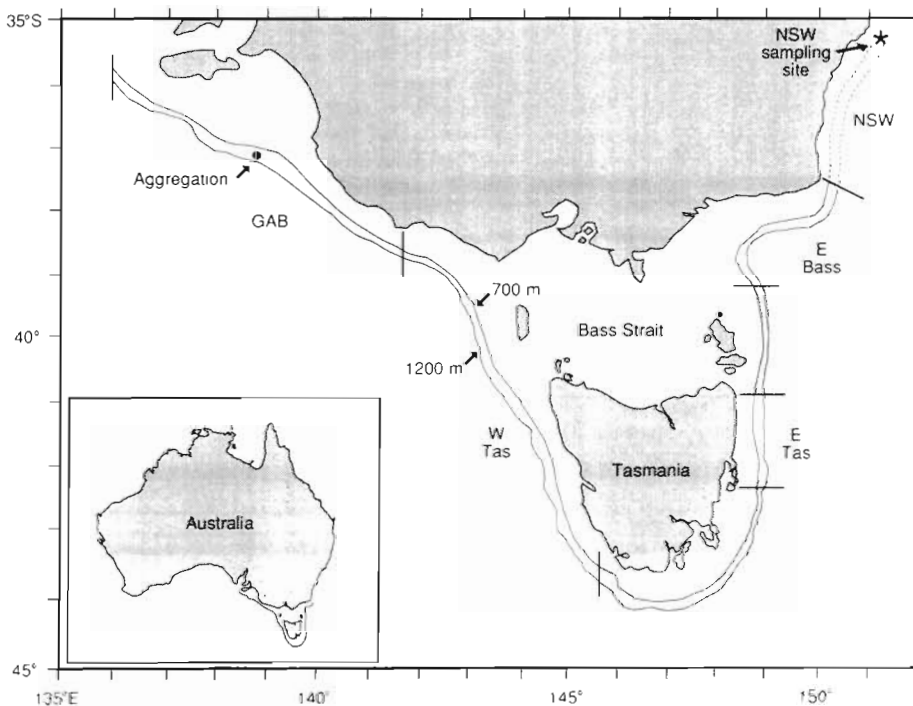 35°S
NSW
sampling
site
NSW
Aggregation
GAB
E
Bass
700 m
Bass Strait
40°
1200 m
W
Tas
E
Tas
Tasmania
Australia
45°
135°E
140°
145°
150°